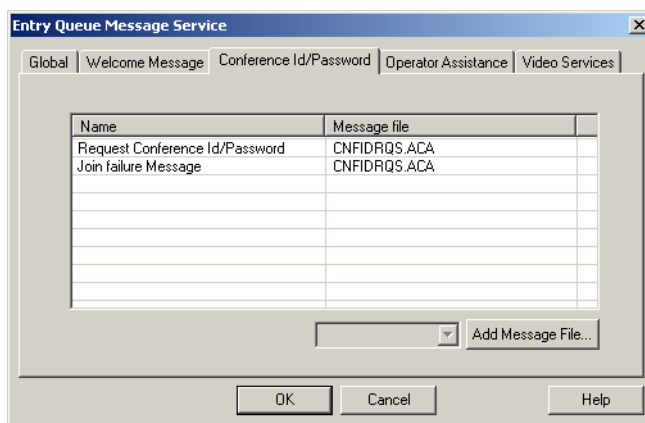 Entry Queue Message Service
Global Welcome Message Conference Id/Password Operator Assistance Video Services
Name Message file
Request Conference Id/Password CNFIDRQS.ACA
Join failure Message CNFIDRQS.ACA
Add Message File...
OK Cancel Help